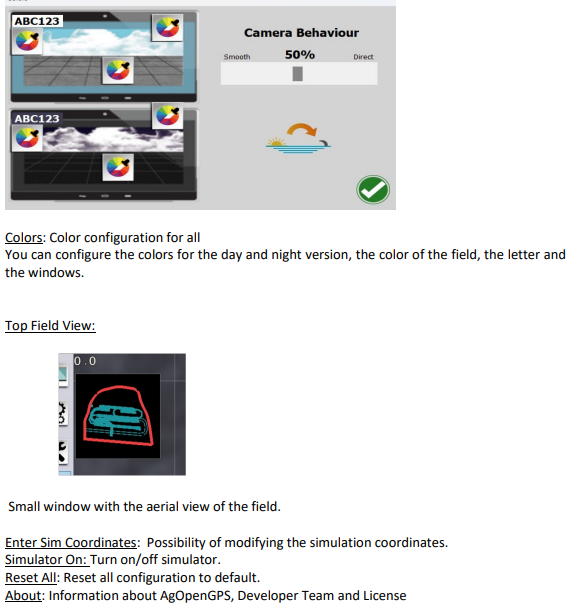 ABC123
Camera Behaviour
Smooth 50% Direct
ABC123
Colors: Color configuration for all
You can configure the colors for the day and night version, the color of the field, the letter and
the windows.
Top Field View:
0.0
Small window with the aerial view of the field.
Enter Sim Coordinates: Possibility of modifying the simulation coordinates.
Simulator On: Turn on/off simulator.
Reset All: Reset all configuration to default.
About: Information about AgOpenGPS, Developer Team and License